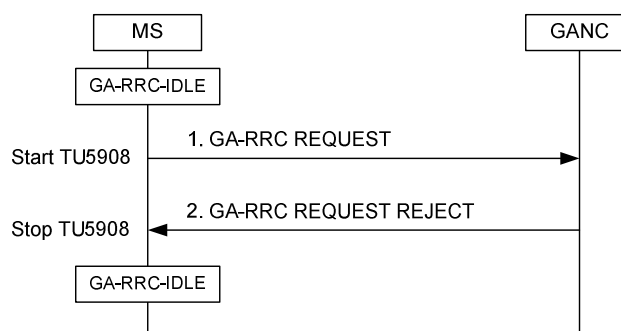 MS
GANC
GA-RRC-IDLE
1. GA-RRC REQUEST
Start TU5908
2. GA-RRC REQUEST REJECT
Stop TU5908
GA-RRC-IDLE